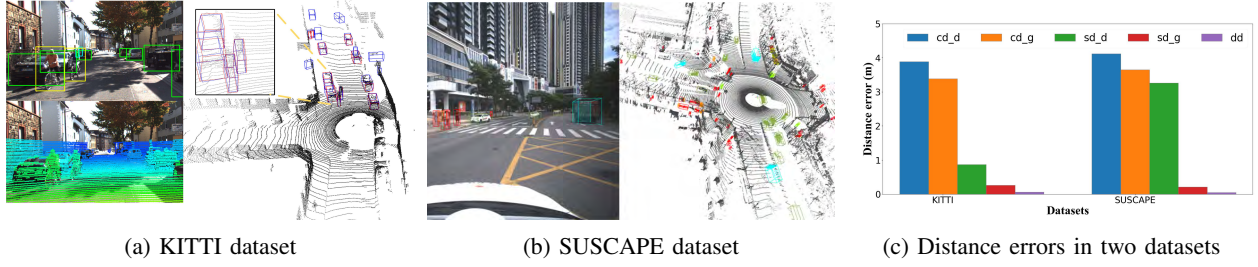 cd_d cd_g sd_d sd_g dd
Distance error (m)
5
4
3
2
1
0
KITTI SUSCAPE
Datasets
(a) KITTI dataset
(b) SUSCAPE dataset
(c) Distance errors in two datasets